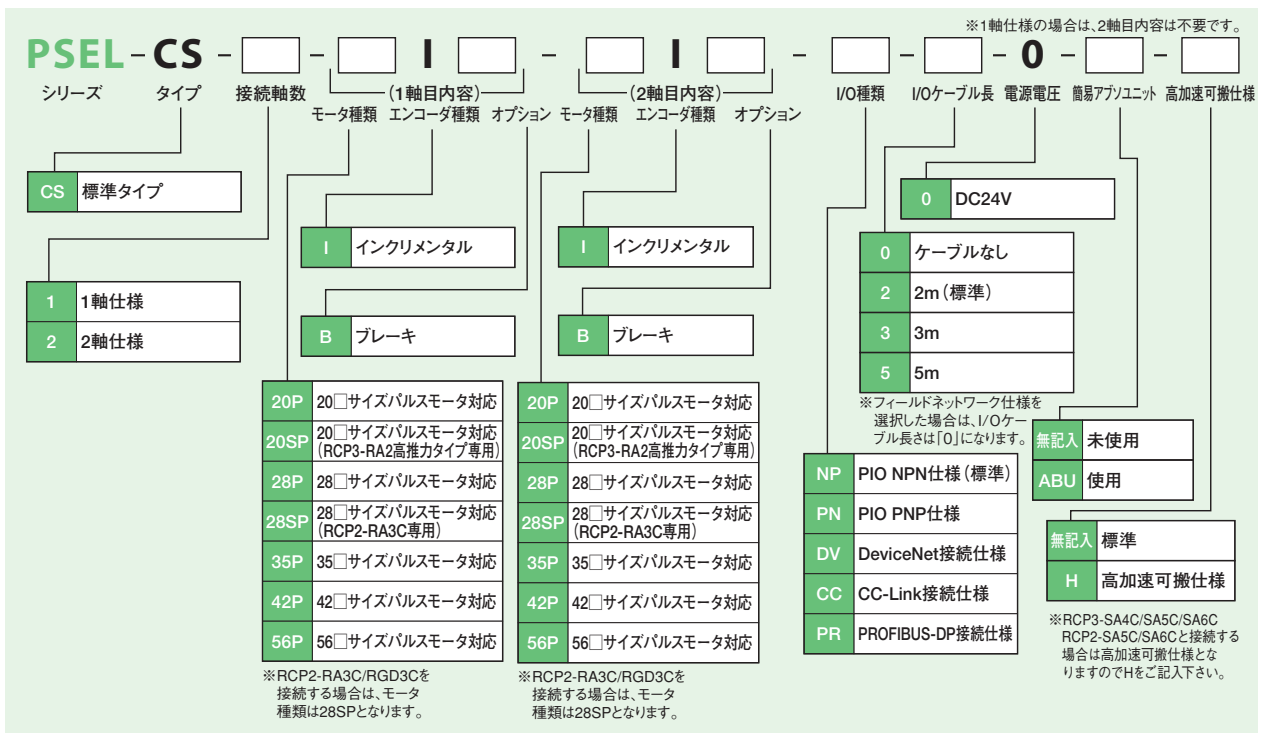 ※1軸仕様の場合は、2軸目内容は不要です。
PSEL-CS-□-□I□-□I□-□-□-0-□-□
シリーズ タイプ 接続軸数 (1軸目内容) (2軸目内容) I/O種類 I/Oケーブル長 電源電圧 簡易アブソユニット 高加速可搬仕様
モータ種類 エンコーダ種類 オプション モータ種類 エンコーダ種類 オプション
CS 標準タイプ
1 1軸仕様
2 2軸仕様
I インクリメンタル
B ブレーキ
20P 20□サイズパルスモータ対応
20SP 20□サイズパルスモータ対応
(RCP3-RA2高推力タイプ専用)
28P 28□サイズパルスモータ対応
28SP 28□サイズパルスモータ対応
(RCP2-RA3C専用)
35P 35□サイズパルスモータ対応
42P 42□サイズパルスモータ対応
56P 56□サイズパルスモータ対応
※RCP2-RA3C/RGD3Cを
接続する場合は、モータ
種類は28SPとなります。
I インクリメンタル
B ブレーキ
20P 20□サイズパルスモータ対応
20SP 20□サイズパルスモータ対応
(RCP3-RA2高推力タイプ専用)
28P 28□サイズパルスモータ対応
28SP 28□サイズパルスモータ対応
(RCP2-RA3C専用)
35P 35□サイズパルスモータ対応
42P 42□サイズパルスモータ対応
56P 56□サイズパルスモータ対応
※RCP2-RA3C/RGD3Cを
接続する場合は、モータ
種類は28SPとなります。
0 DC24V
0 ケーブルなし
2 2m(標準)
3 3m
5 5m
※フィールドネットワーク仕様を
選択した場合は、I/Oケー
ブル長さは「0」になります。
NP PIO NPN仕様(標準)
PN PIO PNP仕様
DV DeviceNet接続仕様
CC CC-Link接続仕様
PR PROFIBUS-DP接続仕様
無記入 未使用
ABU 使用
無記入 標準
H 高加速可搬仕様
※RCP3-SA4C/SA5C/SA6C
RCP2-SA5C/SA6Cと接続する
場合は高加速可搬仕様とな
りますのでHをご記入下さい。